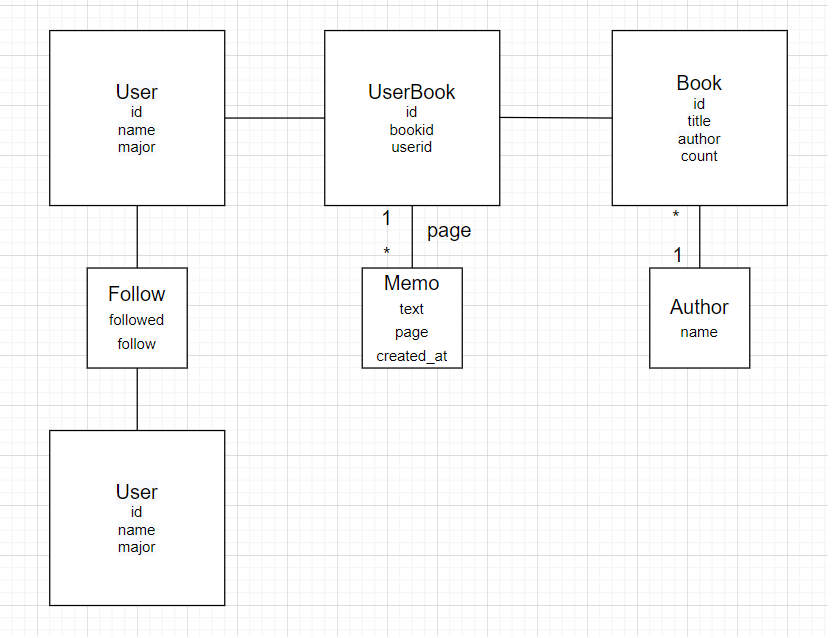 User
id
name
major
UserBook
id
bookid
userid
Book
id
title
author
count
1
*
page
*
1
Follow
followed
follow
Memo
text
page
created_at
Author
name
User
id
name
major